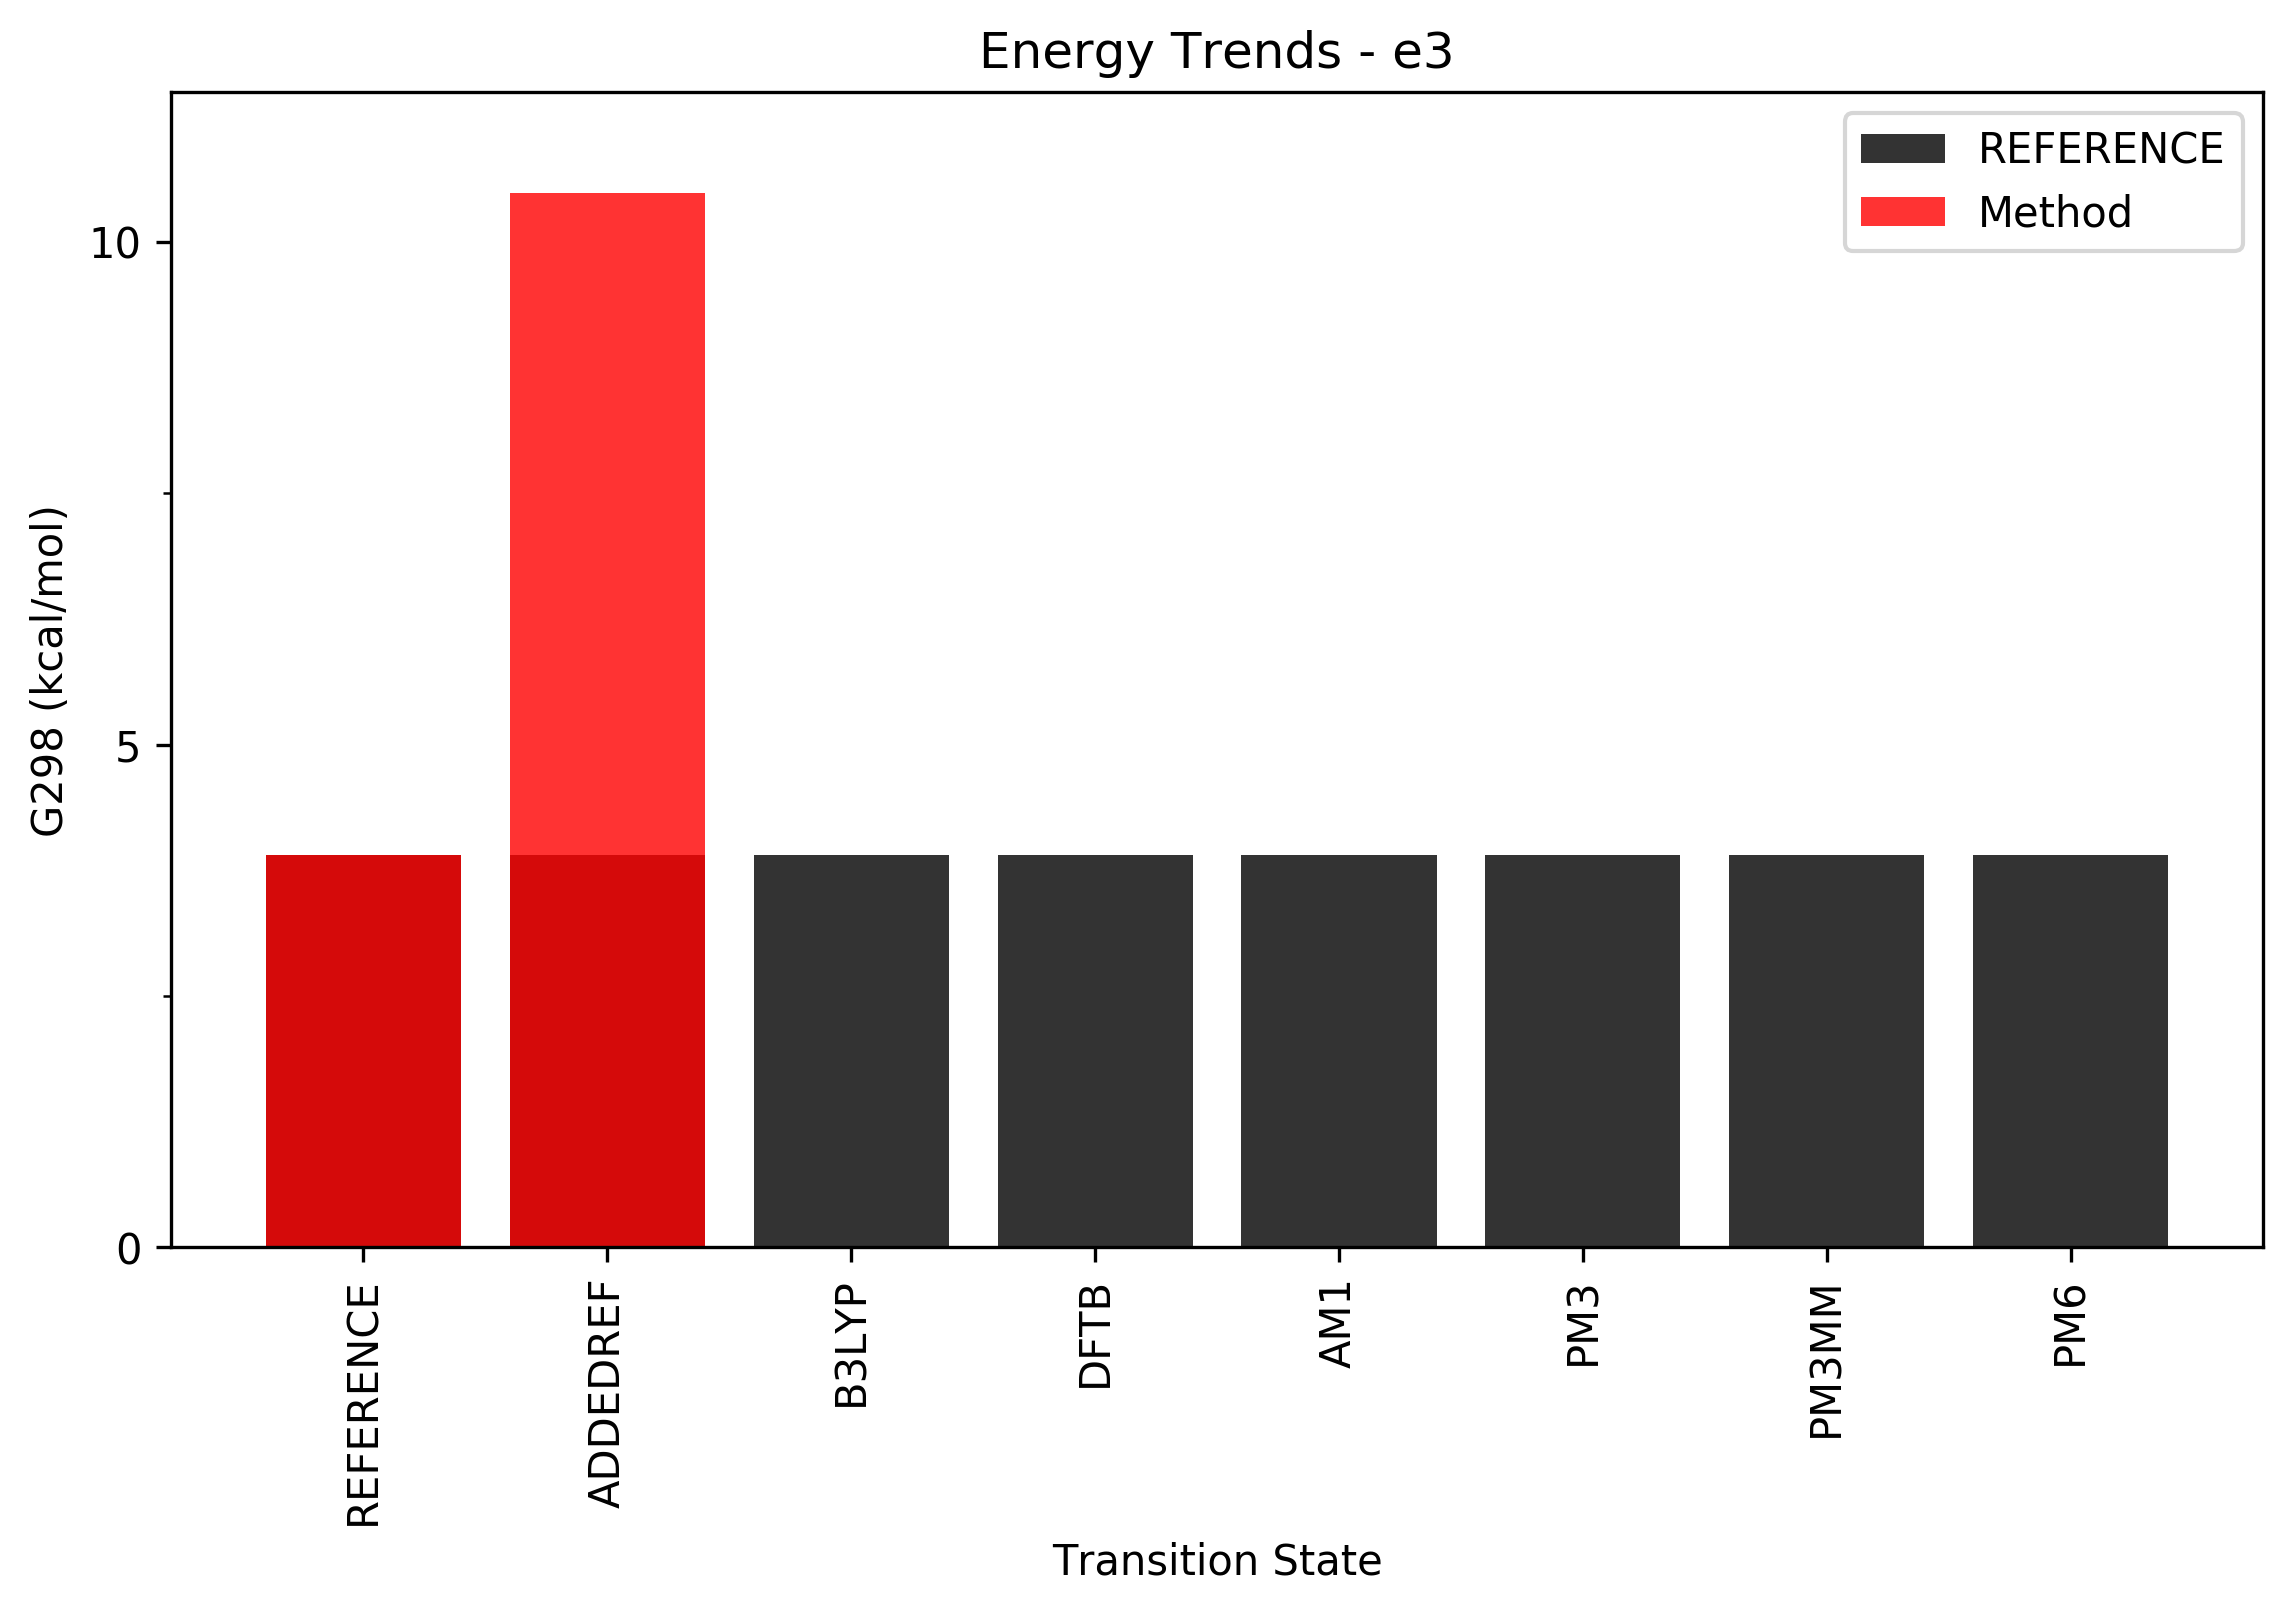 Energy Trends - e3
REFERENCE
Method
G298 (kcal/mol)
10
5
0
REFERENCE
ADDEDREF
B3LYP
DFTB
AM1
PM3
PM3MM
PM6
Transition State